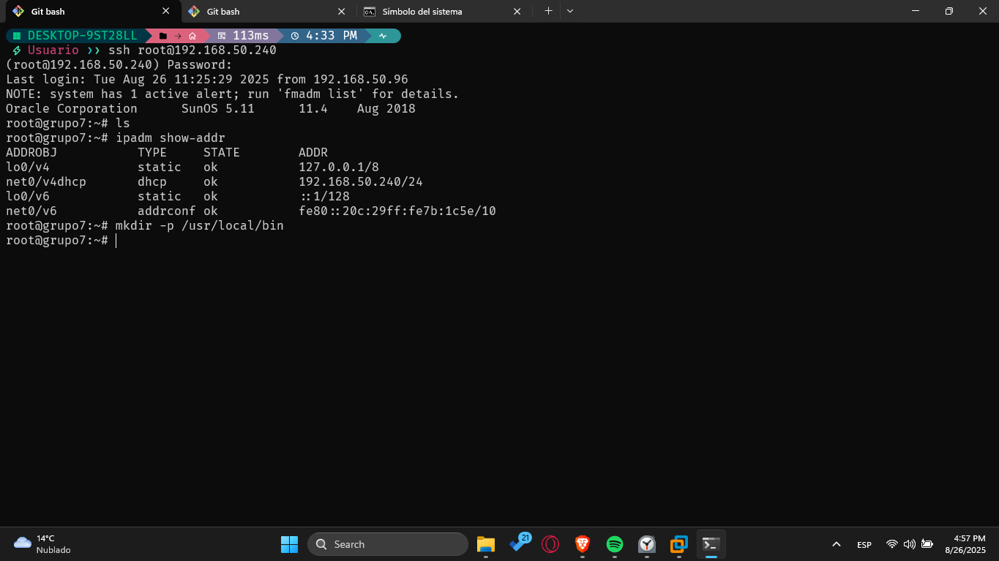 Git bash
Git bash
Símbolo del sistema
DESKTOP-9ST28LL 113ms 4:33 PM
Usuario ❯❯ ssh root@192.168.50.240
(root@192.168.50.240) Password:
Last login: Tue Aug 26 11:25:29 2025 from 192.168.50.96
NOTE: system has 1 active alert; run 'fmadm list' for details.
Oracle Corporation      SunOS 5.11      11.4    Aug 2018
root@grupo7:~# ls
root@grupo7:~# ipadm show-addr
ADDROBJ           TYPE     STATE        ADDR
lo0/v4            static   ok           127.0.0.1/8
net0/v4dhcp       dhcp     ok           192.168.50.240/24
lo0/v6            static   ok           ::1/128
net0/v6           addrconf ok           fe80::20c:29ff:fe7b:1c5e/10
root@grupo7:~# mkdir -p /usr/local/bin
root@grupo7:~#
14°C
Nublado
Search
21
ESP
4:57 PM
8/26/2025